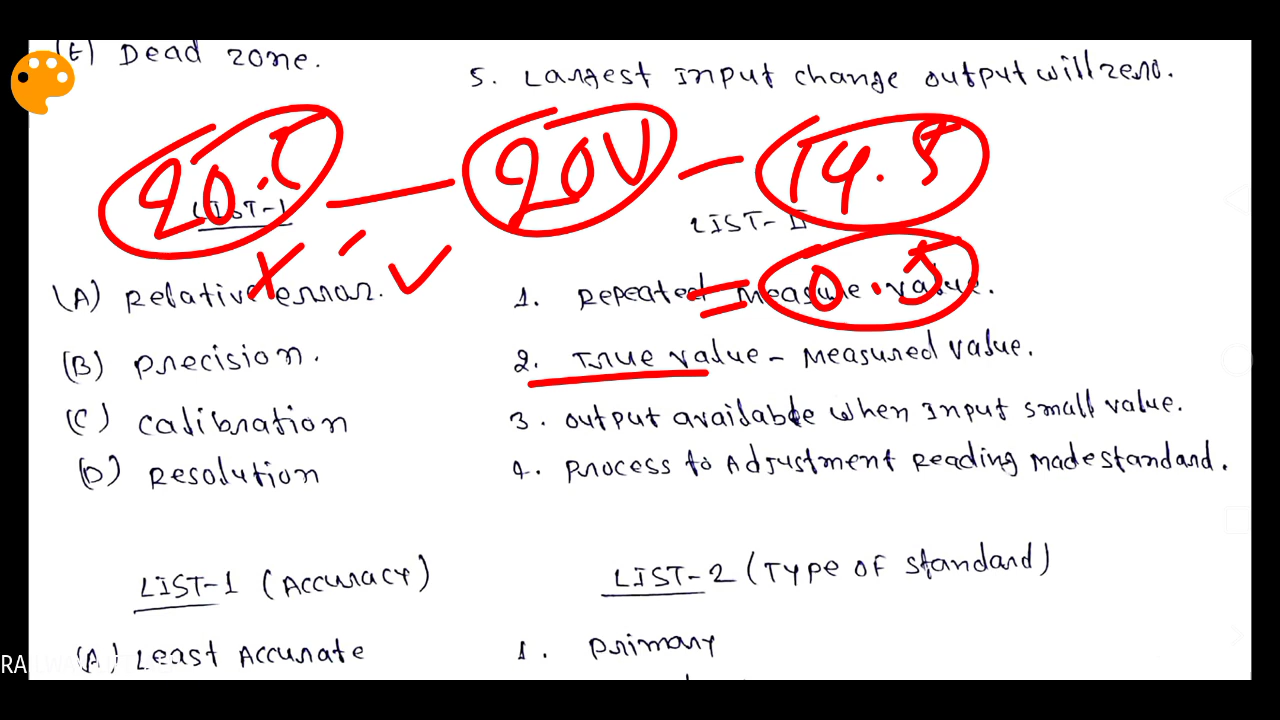 (E) Dead zone.
5. Largest Input change output will zero.
20.5 — 20V — 19.5
LIST-1
LIST-II
= 0.5
(A) Relative error.
1. Repeated measure value.
(B) Precision.
2. True value - Measured value.
(C) Calibration
3. Output available when Input small value.
(D) Resolution
4. Process to Adjustment Reading made standard.
LIST-1 (Accuracy)
LIST-2 (Type of Standard)
(A) Least Accurate
1. Primary